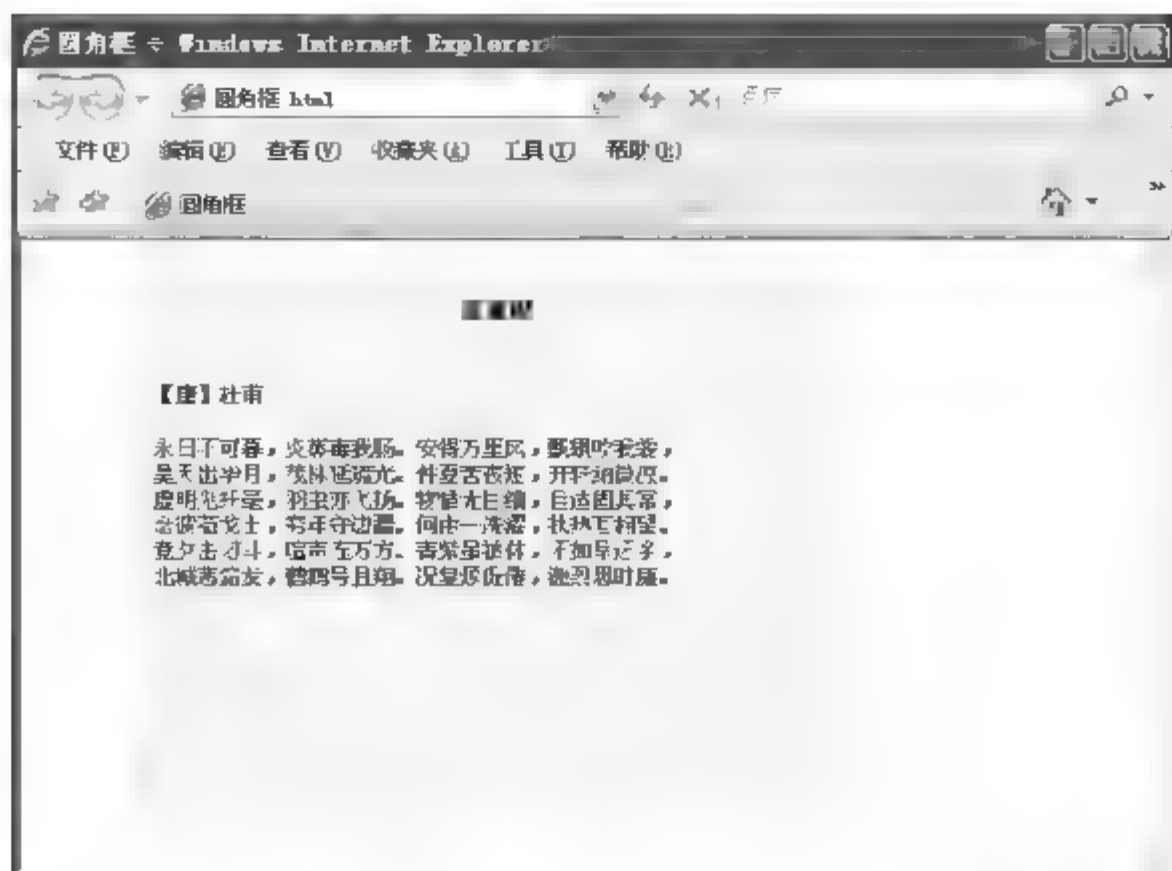 圆角框 - Windows Internet Explorer
圆角框.html
文件(F) 编辑(E) 查看(V) 收藏夹(A) 工具(T) 帮助(H)
圆角框
【唐】杜甫
永日不可暮,炎蒸毒我肠。安得万里风,飘飖吹我裳。
昊天出华月,茂林延疏光。仲夏苦夜短,开轩纳微凉。
虚明见纤毫,羽虫亦飞扬。物情无巨细,自适固其常。
念彼荷戈士,穷年守边疆。何由一洗濯,执热互相望。
竟夕击刁斗,喧声连万方。青紫虽被体,不如早还乡。
北城悲笳发,鹳鹤号且翔。况复烦促倦,激烈思时康。